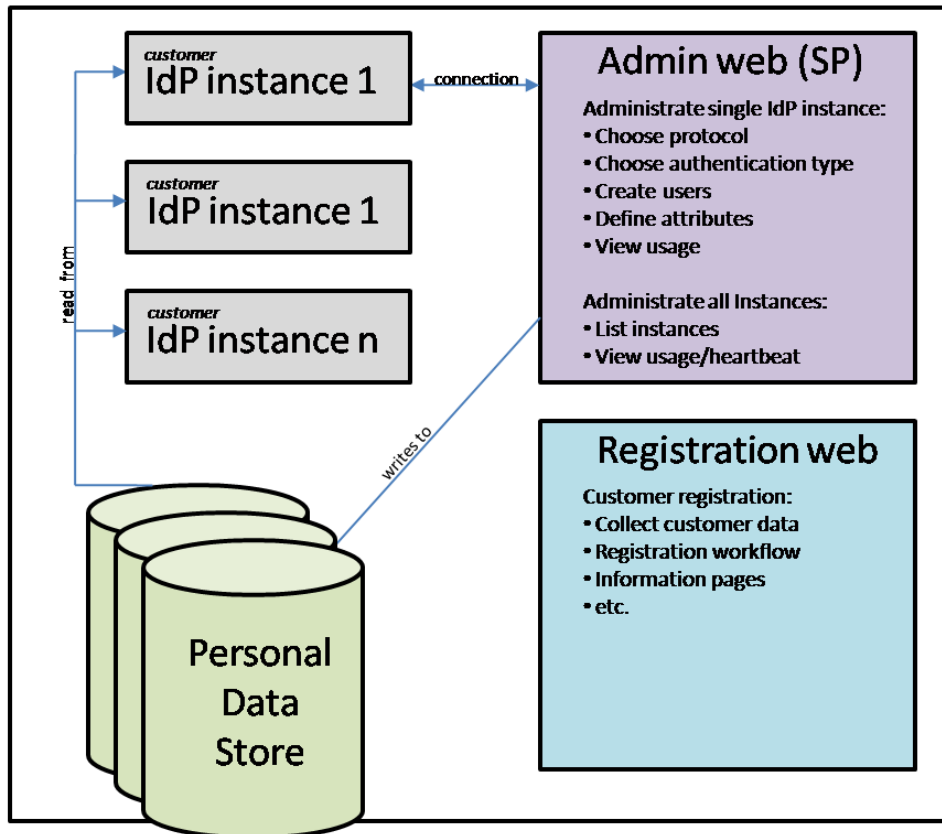 customer
IdP instance 1
customer
IdP instance 1
customer
IdP instance n
read from
connection
Admin web (SP)
Administrate single IdP instance:
• Choose protocol
• Choose authentication type
• Create users
• Define attributes
• View usage
Administrate all Instances:
• List instances
• View usage/heartbeat
writes to
Registration web
Customer registration:
• Collect customer data
• Registration workflow
• Information pages
• etc.
Personal
Data
Store